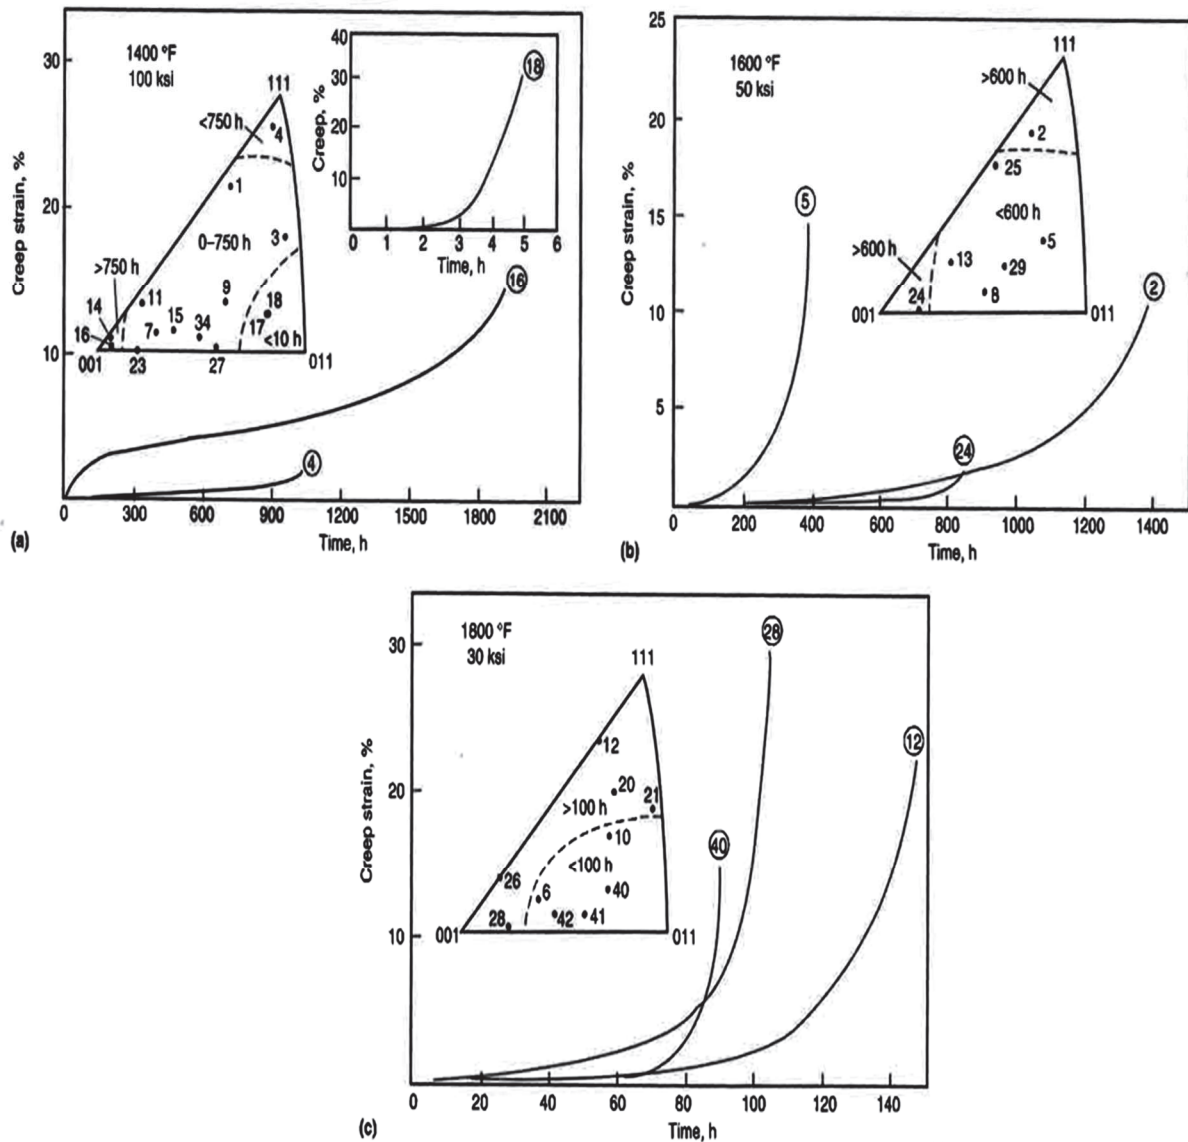 1400 °F
100 ksi
Creep strain, %
30
20
10
111
<750 h
4
1
0–750 h
3
>750 h
14
11
9
18
16
7
15
34
17
<10 h
001
23
27
011
40
30
20
10
Creep, %
0 1 2 3 4 5 6
Time, h
18
16
4
0 300 600 900 1200 1500 1800 2100
Time, h
(a)
1600 °F
50 ksi
Creep strain, %
25
20
15
10
5
0
111
>600 h
2
25
<600 h
5
>600 h
13
29
24
8
001
011
5
2
24
0 200 400 600 800 1000 1200 1400
Time, h
(b)
1800 °F
30 ksi
Creep strain, %
30
20
10
111
12
20
21
>100 h
10
<100 h
26
6
40
28
42
41
001
011
28
12
40
0 20 40 60 80 100 120 140
Time, h
(c)